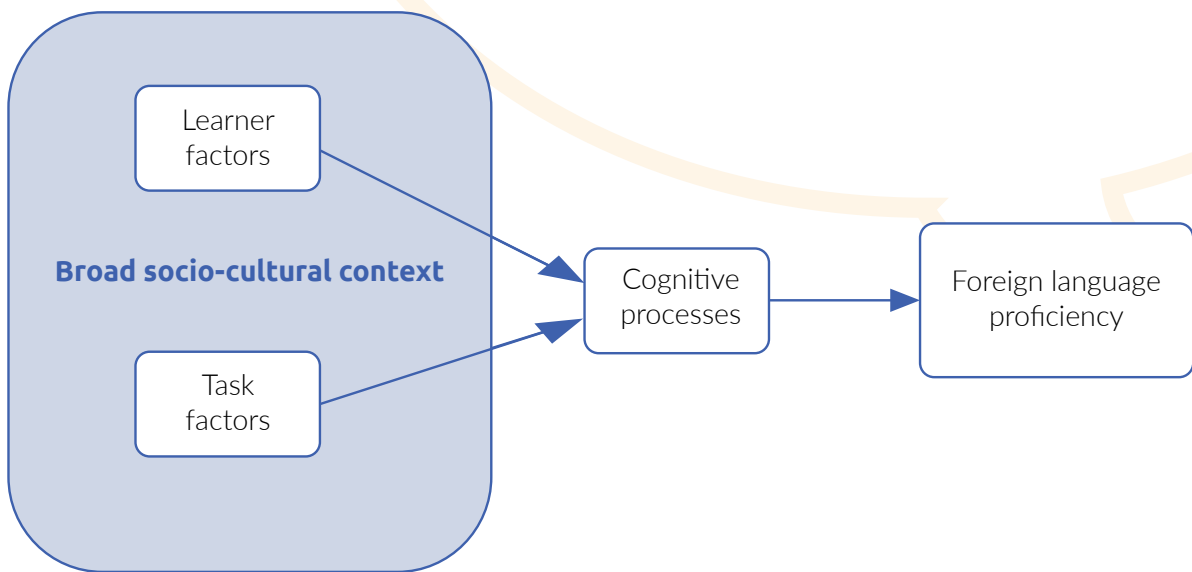 Learner
factors
Broad socio-cultural context
Task
factors
Cognitive
processes
Foreign language
proficiency